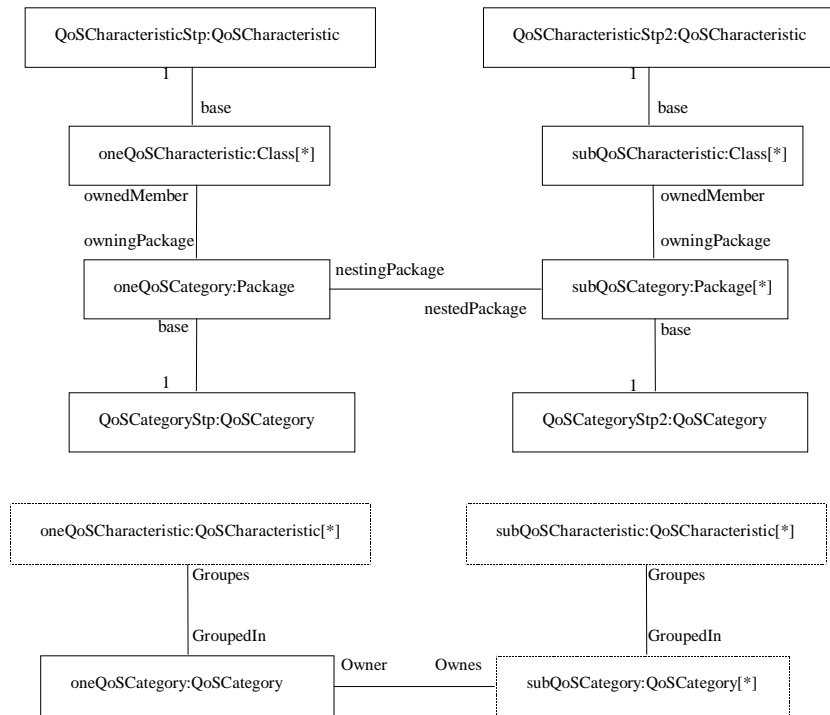 QoSCharacteristicStp:QoSCharacteristic
QoSCharacteristicStp2:QoSCharacteristic
1
1
base
base
oneQoSCharacteristic:Class[*]
subQoSCharacteristic:Class[*]
ownedMember
ownedMember
owningPackage
owningPackage
nestingPackage
oneQoSCategory:Package
subQoSCategory:Package[*]
nestedPackage
base
base
1
1
QoSCategoryStp:QoSCategory
QoSCategoryStp2:QoSCategory
oneQoSCharacteristic:QoSCharacteristic[*]
subQoSCharacteristic:QoSCharacteristic[*]
Groupes
Groupes
GroupedIn
GroupedIn
Owner
Ownes
oneQoSCategory:QoSCategory
subQoSCategory:QoSCategory[*]